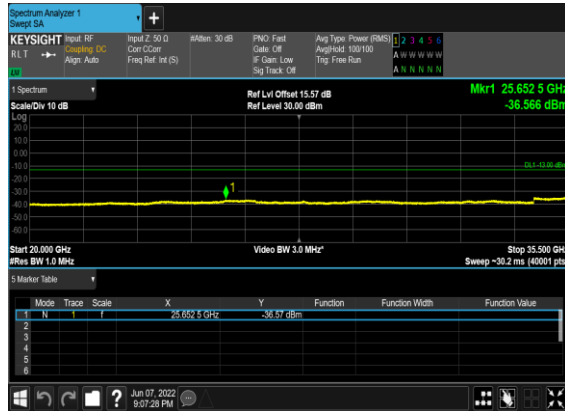 Spectrum Analyzer 1
Swept SA
+
KEYSIGHT Input: RF Input Z: 50 Ω #Atten: 30 dB PNO: Fast Avg Type: Power (RMS) 1 2 3 4 5 6
RLT Coupling: DC Corr CCorr Gate: Off Avg|Hold: 100/100 A W W W W W
Align: Auto Freq Ref: Int (S) IF Gain: Low Trig: Free Run A N N N N N
Sig Track: Off
1 Spectrum Ref Lvl Offset 15.57 dB Mkr1 25.652 5 GHz
Scale/Div 10 dB Ref Level 30.00 dBm -36.566 dBm
Log
20.0
10.0
0.00
-10.0
DL1 -13.00 dBm
-20.0
1
-30.0
-40.0
-50.0
-60.0
Start 20.000 GHz Video BW 3.0 MHz* Stop 35.500 GHz
#Res BW 1.0 MHz Sweep ~30.2 ms (40001 pts)
5 Marker Table
Mode Trace Scale X Y Function Function Width Function Value
1 N 1 f 25.652 5 GHz -36.57 dBm
2
3
4
5
6
? Jun 07, 2022
9:07:28 PM